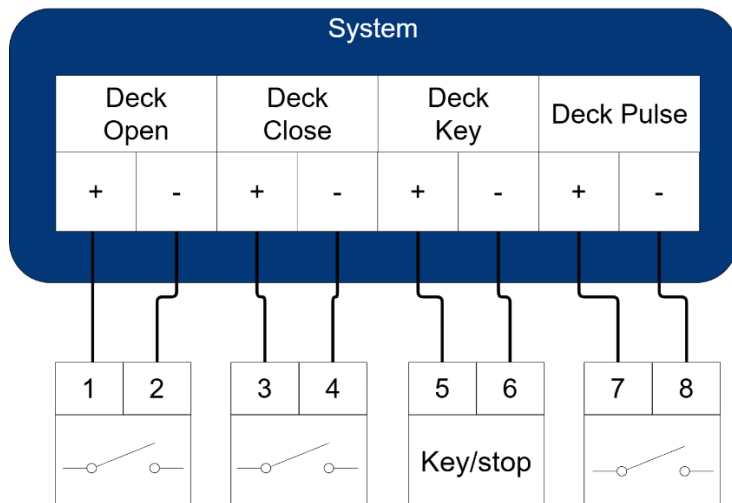 System
Deck Open
Deck Close
Deck Key
Deck Pulse
+ - + - + - + -
1 2 3 4 5 6 7 8
Key/stop